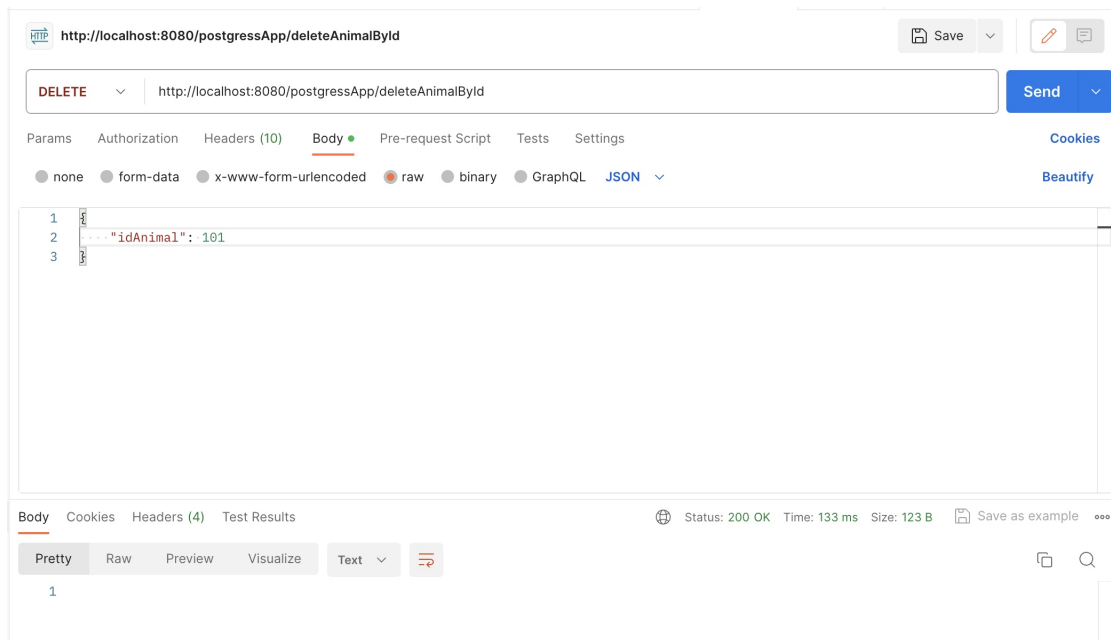 HTTP http://localhost:8080/postgressApp/deleteAnimalById Save
DELETE http://localhost:8080/postgressApp/deleteAnimalById Send
Params Authorization Headers (10) Body Pre-request Script Tests Settings Cookies
none form-data x-www-form-urlencoded raw binary GraphQL JSON Beautify
1 {
2 ····"idAnimal":·101
3 }
Body Cookies Headers (4) Test Results Status: 200 OK Time: 133 ms Size: 123 B Save as example
Pretty Raw Preview Visualize Text
1